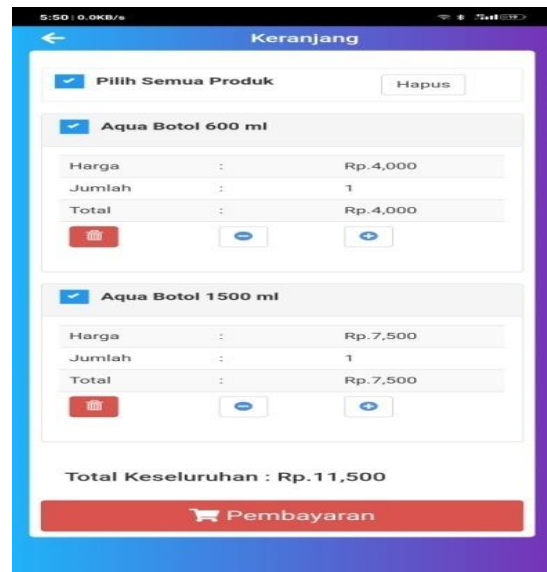 5:50 | 0.0KB/s
Keranjang
Pilih Semua Produk Hapus
Aqua Botol 600 ml
Harga : Rp.4,000
Jumlah : 1
Total : Rp.4,000
Aqua Botol 1500 ml
Harga : Rp.7,500
Jumlah : 1
Total : Rp.7,500
Total Keseluruhan : Rp.11,500
Pembayaran